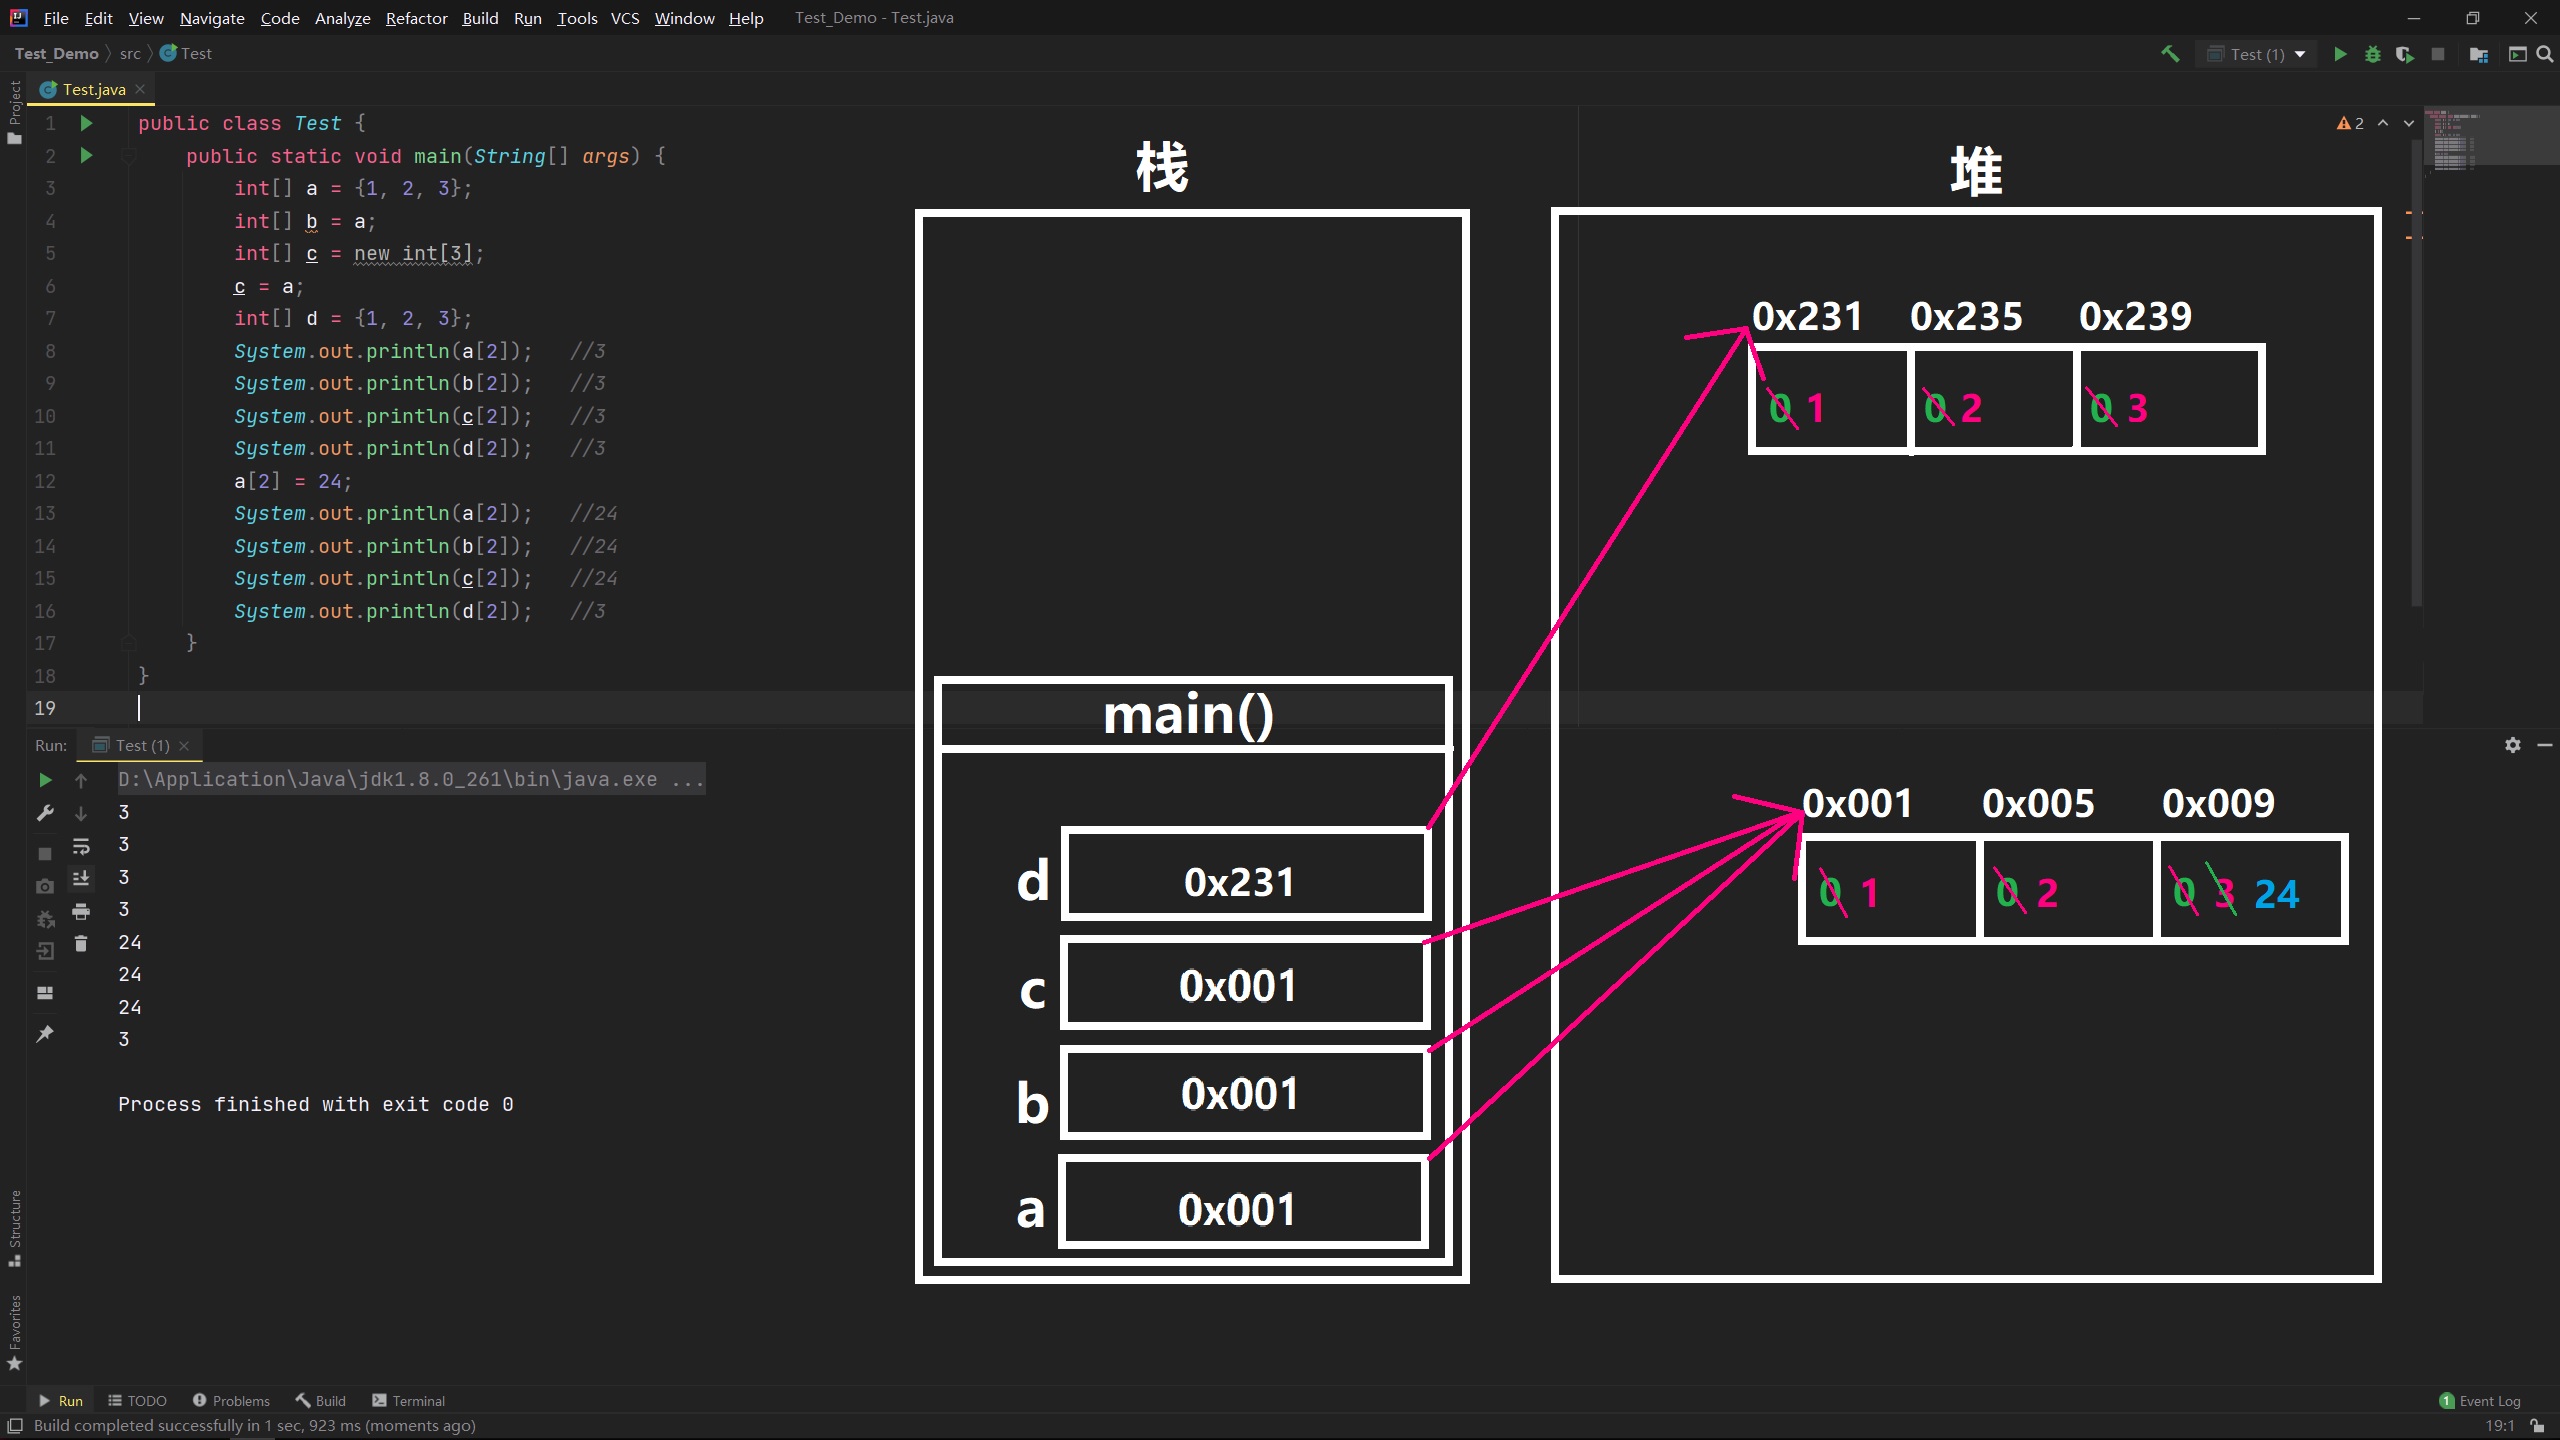 File Edit View Navigate Code Analyze Refactor Build Run Tools VCS Window Help Test_Demo - Test.java
Test_Demo src Test
Test (1)
Project
Test.java
2
1 public class Test {
2 public static void main(String[] args) {
3 int[] a = {1, 2, 3};
4 int[] b = a;
5 int[] c = new int[3];
6 c = a;
7 int[] d = {1, 2, 3};
8 System.out.println(a[2]); //3
9 System.out.println(b[2]); //3
10 System.out.println(c[2]); //3
11 System.out.println(d[2]); //3
12 a[2] = 24;
13 System.out.println(a[2]); //24
14 System.out.println(b[2]); //24
15 System.out.println(c[2]); //24
16 System.out.println(d[2]); //3
17 }
18 }
19
栈
main()
d 0x231
c 0x001
b 0x001
a 0x001
堆
0x231 0x235 0x239
0 1 0 2 0 3
0x001 0x005 0x009
0 1 0 2 0 3 24
Run: Test (1)
D:\Application\Java\jdk1.8.0_261\bin\java.exe ...
3
3
3
3
24
24
24
3
Process finished with exit code 0
Structure
Favorites
Run TODO Problems Build Terminal
1 Event Log
Build completed successfully in 1 sec, 923 ms (moments ago)
19:1